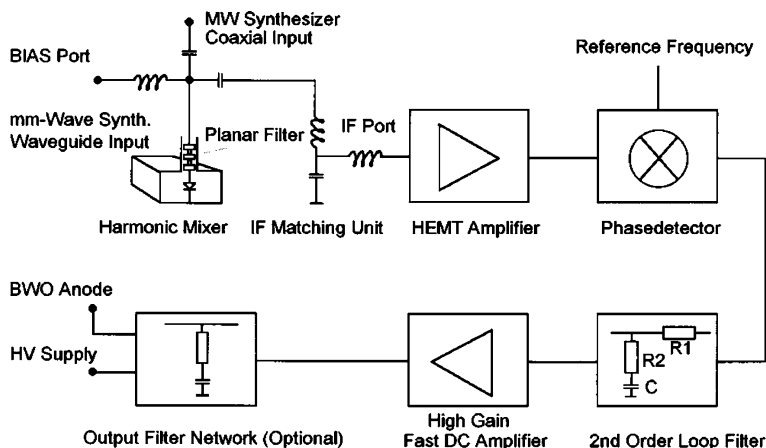 MW Synthesizer
Coaxial Input
BIAS Port
mm-Wave Synth.
Waveguide Input
Planar Filter
IF Port
Reference Frequency
Harmonic Mixer
IF Matching Unit
HEMT Amplifier
Phasedetector
BWO Anode
HV Supply
R1
R2
C
Output Filter Network (Optional)
High Gain
Fast DC Amplifier
2nd Order Loop Filter